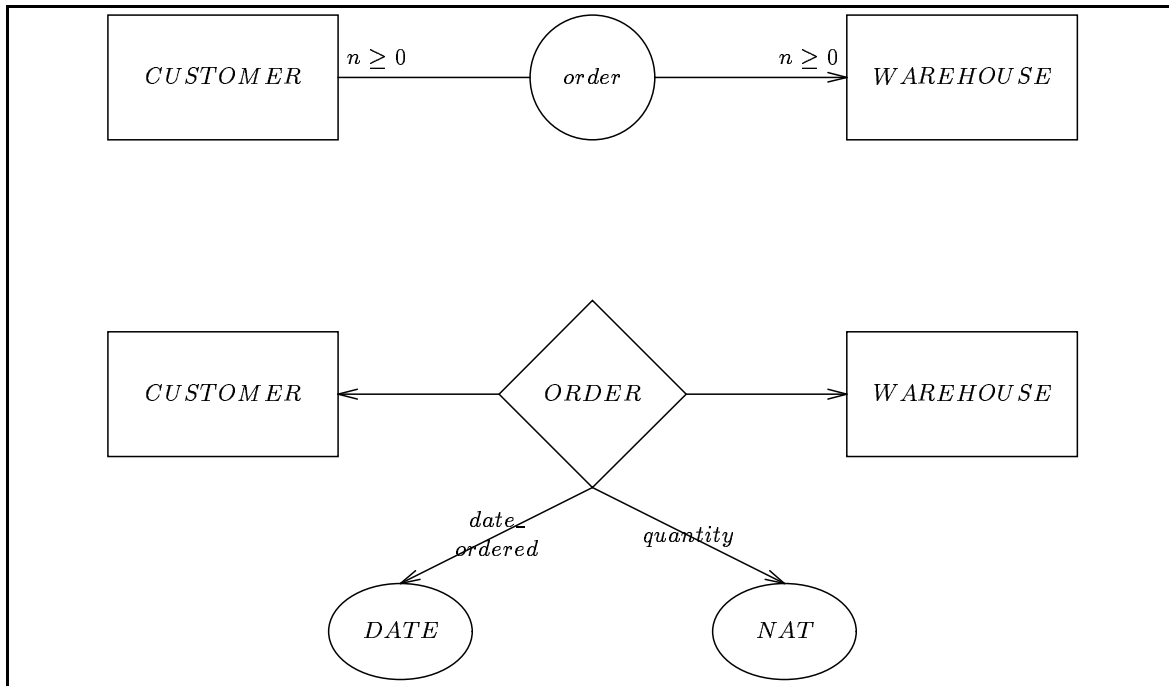 n ≥ 0
n ≥ 0
CUSTOMER
order
WAREHOUSE
CUSTOMER
ORDER
WAREHOUSE
date_
ordered
quantity
DATE
NAT